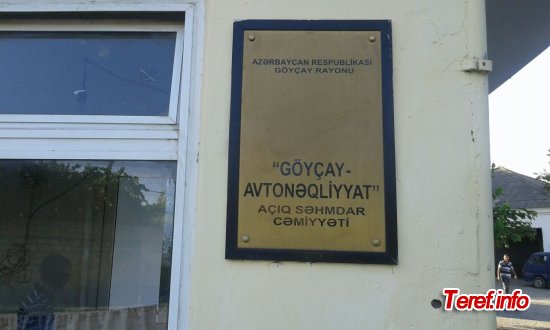 AZƏRBAYCAN RESPUBLİKASI
GÖYÇAY RAYONU
"GÖYÇAY-
AVTONƏQLİYYAT"
AÇIQ SƏHMDAR
CƏMİYYƏTİ
Teref.info